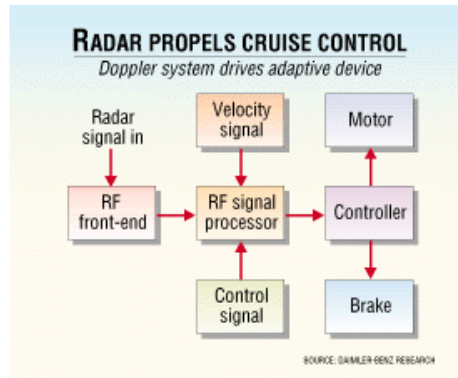 RADAR PROPELS CRUISE CONTROL
Doppler system drives adaptive device
Radar
signal in
Velocity
signal
Motor
RF
front-end
RF signal
processor
Controller
Control
signal
Brake
SOURCE: DAIMLER-BENZ RESEARCH